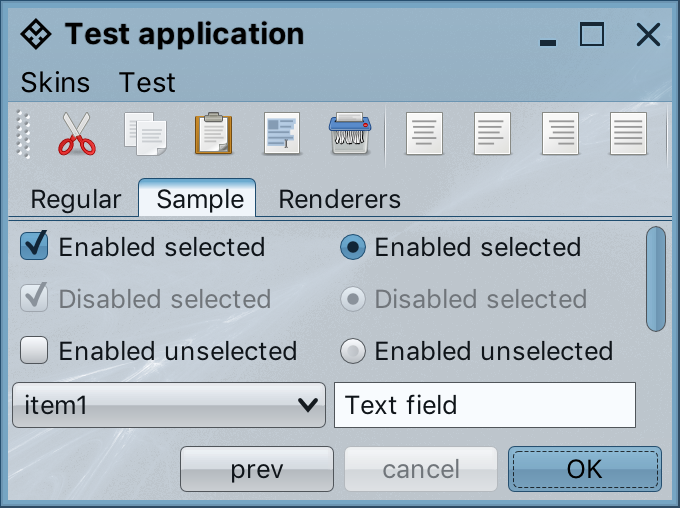 Test application
Skins Test
Regular Sample Renderers
Enabled selected Enabled selected
Disabled selected Disabled selected
Enabled unselected Enabled unselected
item1 Text field
prev cancel OK